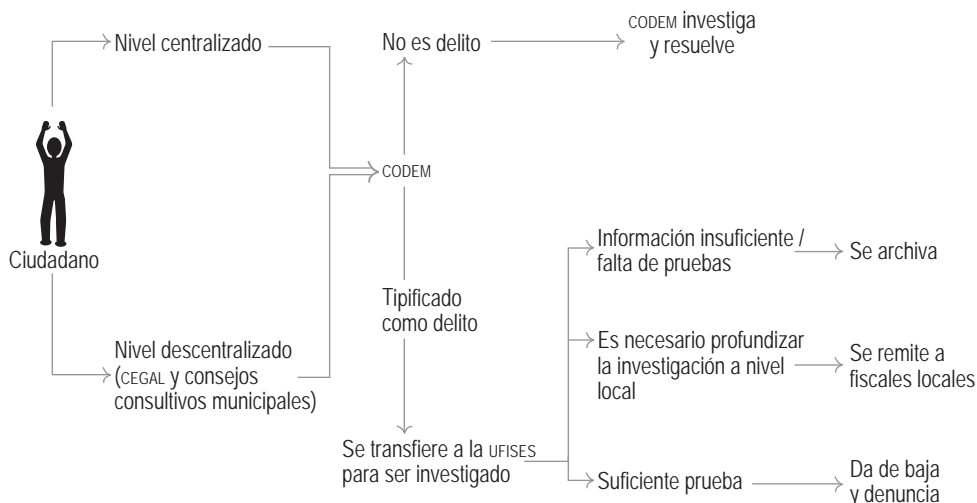 Nivel centralizado
No es delito
CODEM investiga
y resuelve
CODEM
Ciudadano
Tipificado
como delito
Nivel descentralizado
(CEGAL y consejos
consultivos municipales)
Información insuficiente /
falta de pruebas
Se archiva
Es necesario profundizar
la investigación a nivel
local
Se remite a
fiscales locales
Se transfiere a la UFISES
para ser investigado
Suficiente prueba
Da de baja
y denuncia